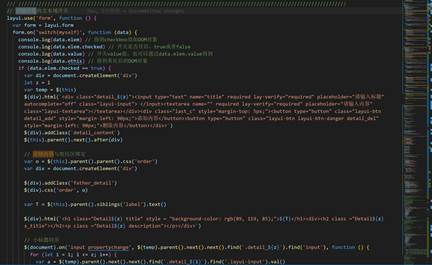 layui.use('form', function () {
var form = layui.form
form.on('switch(myself)', function (data) {
console.log(data.elem) // 得到checkbox原始DOM对象
console.log(data.elem.checked) // 开关是否开启，true或者false
console.log(data.value) // 开关value值，也可以通过data.elem.value得到
console.log(data.othis) // 得到美化后的DOM对象
if (data.elem.checked == true) {
var div = document.createElement('div')
let z = 1
var temp = $(this)
$(div).html(`<div class="detail_${z}"><input type="text" name="title" required lay-verify="required" placeholder="请输入标题"
autocomplete="off" class="layui-input"> </input><textarea name="" required lay-verify="required" placeholder="请输入内容"
class="layui-textarea"></textarea></div><div class="last_c" style="margin-top: 5px;"><button type="button" class="layui-btn
detail_add" style="margin-left: 90px;">添加内容</button><button type="button" class="layui-btn layui-btn-danger detail_del"
style="margin-left: 90px;">删除内容</button></div>`)
$(div).addClass('detail_content')
$(this).parent().next().after(div)
var o = $(this).parent().parent().css('order')
var div = document.createElement('div')
$(div).addClass('father_detail')
$(div).css('order', o)
var T = $(this).parent().siblings('label').text()
$(div).html(`<h1 class="Detail${z} title" style = "background-color: rgb(85, 119, 85);">${T}</h1><div><h2 class ="Detail${z}
s_title"></h2><p class ="Detail${z} description"></p></div>`)
$(document).on('input propertychange', $(temp).parent().next().next().find(`.detail_${z}`).find('input'), function () {
for (let i = 1; i <= z; i++) {
var a = $(temp).parent().next().next().find(`.detail_${i}`).find('.layui-input').val()